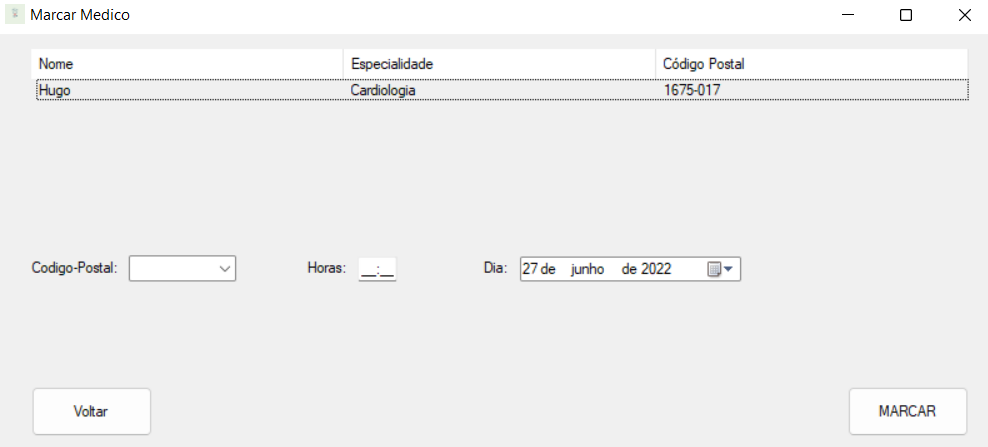 Marcar Medico
Nome Especialidade Código Postal
Hugo Cardiologia 1675-017
Codigo-Postal: Horas: __:__ Dia: 27 de junho de 2022
Voltar MARCAR